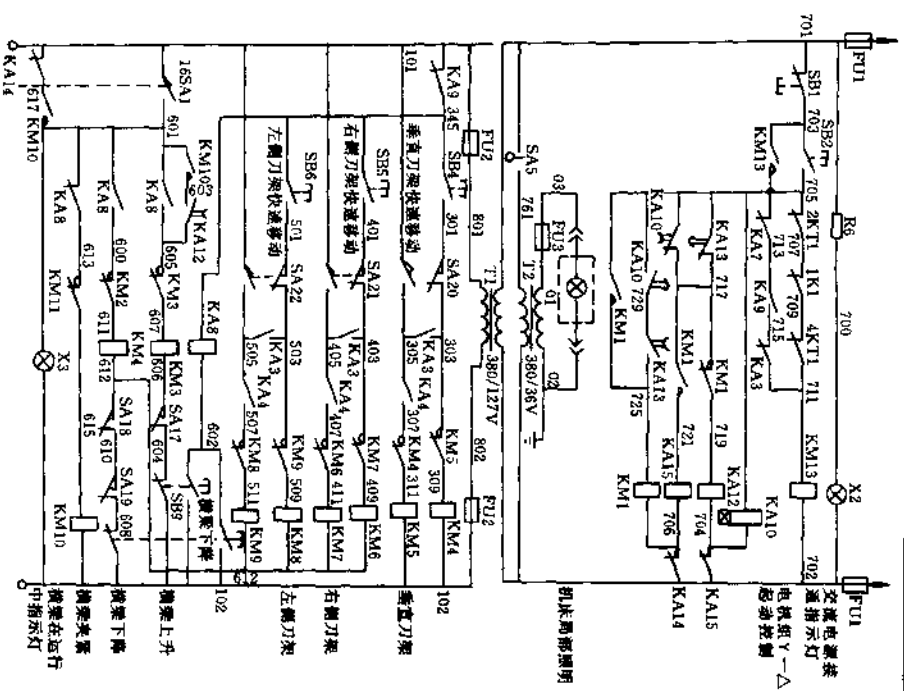 FU1
R6
700
X2
FU1
交流电源接
通指示灯
701
SB1
703
SB2
705
2KT1
707
1K1
709
4KT1
711
KM13
702
电机组Y—△
起动控制
KM13
KA7
713
KA9
715
KA3
KA10
KA12
KA13
717
KM1
719
704
KA15
KA10
KM1
721
KA15
706
KA14
KA10
729
KA13
725
KM1
KM1
03
FU3
761
SA5
01
02
机床局部照明
T2
380/36V
T1
380/127V
FU2
801
802
FU2
101
KA9
345
SB4
301
SA20
303
KM5
309
KM4
102
垂直刀架快速移动
KA3
305
KA4
307
KM4
311
KM5
垂直刀架
SB5
401
SA21
403
KM7
409
KM6
右侧刀架快速移动
KA3
405
KA4
407
KM6
411
KM7
右侧刀架
SB6
501
SA22
503
KM9
509
KM8
左侧刀架快速移动
KA3
505
KA4
507
KM8
511
KM9
左侧刀架
KA8
602
横梁下降
612
102
16SA1
601
KM10
603
KA12
KA8
605
KM3
607
KM3
606
SA17
604
SB9
横梁上升
KA8
600
KM2
611
KM4
612
SA18
610
SA19
608
横梁下降
KA8
613
KM11
615
KM10
横梁夹紧
KA14
617
KM10
X3
横梁在运行
中指示灯